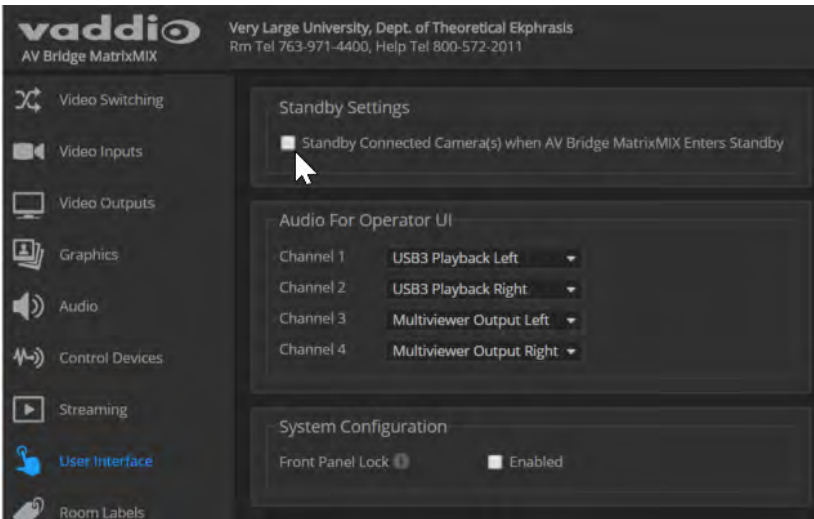 vaddio
AV Bridge MatrixMIX
Very Large University, Dept. of Theoretical Ekphrasis
Rm Tel 763-971-4400, Help Tel 800-572-2011
Video Switching
Video Inputs
Video Outputs
Graphics
Audio
Control Devices
Streaming
User Interface
Room Labels
Standby Settings
Standby Connected Camera(s) when AV Bridge MatrixMIX Enters Standby
Audio For Operator UI
Channel 1 USB3 Playback Left
Channel 2 USB3 Playback Right
Channel 3 Multiviewer Output Left
Channel 4 Multiviewer Output Right
System Configuration
Front Panel Lock Enabled